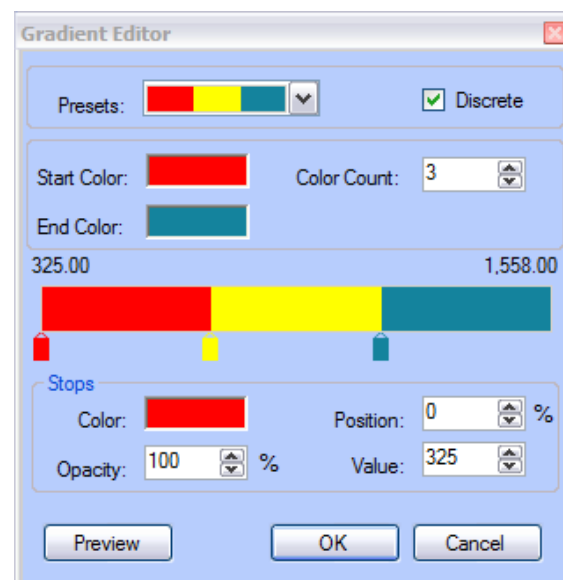 Gradient Editor
Presets:
Discrete
Start Color:
Color Count: 3
End Color:
325.00 1,558.00
Stops
Color:
Position: 0 %
Opacity: 100 %
Value: 325
Preview OK Cancel